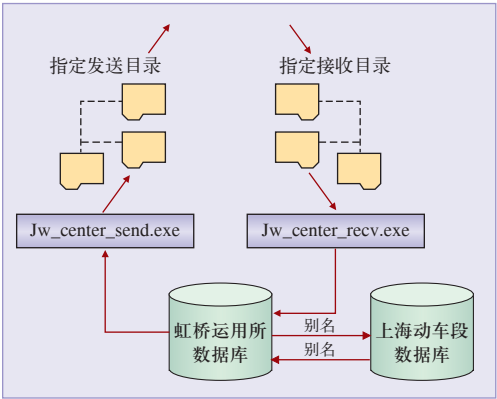 指定发送目录
指定接收目录
Jw_center_send.exe
Jw_center_recv.exe
虹桥运用所
数据库
别名
别名
上海动车段
数据库